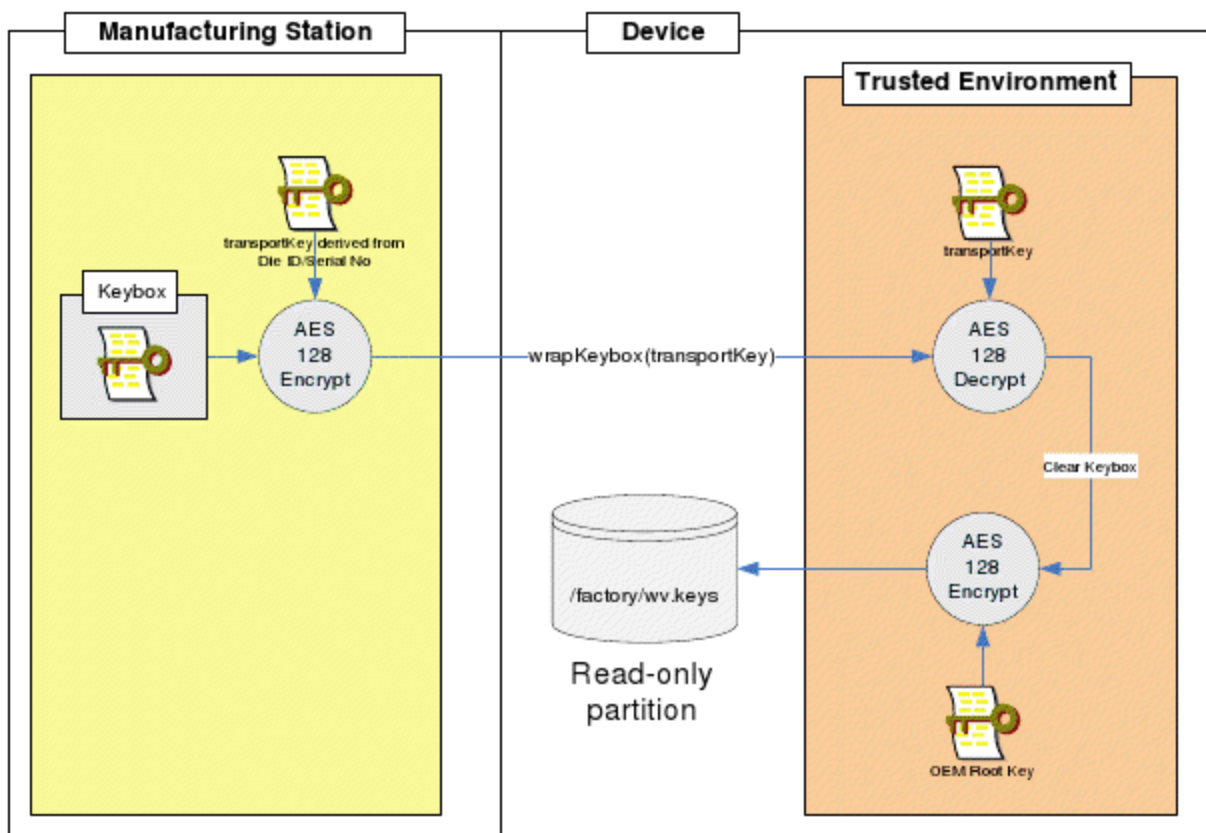 Manufacturing Station
Device
Trusted Environment
transportKey derived from
Die ID/Serial No
transportKey
Keybox
AES
128
Encrypt
wrapKeybox(transportKey)
AES
128
Decrypt
Clear Keybox
/factory/wv.keys
AES
128
Encrypt
Read-only
partition
OEM Root Key